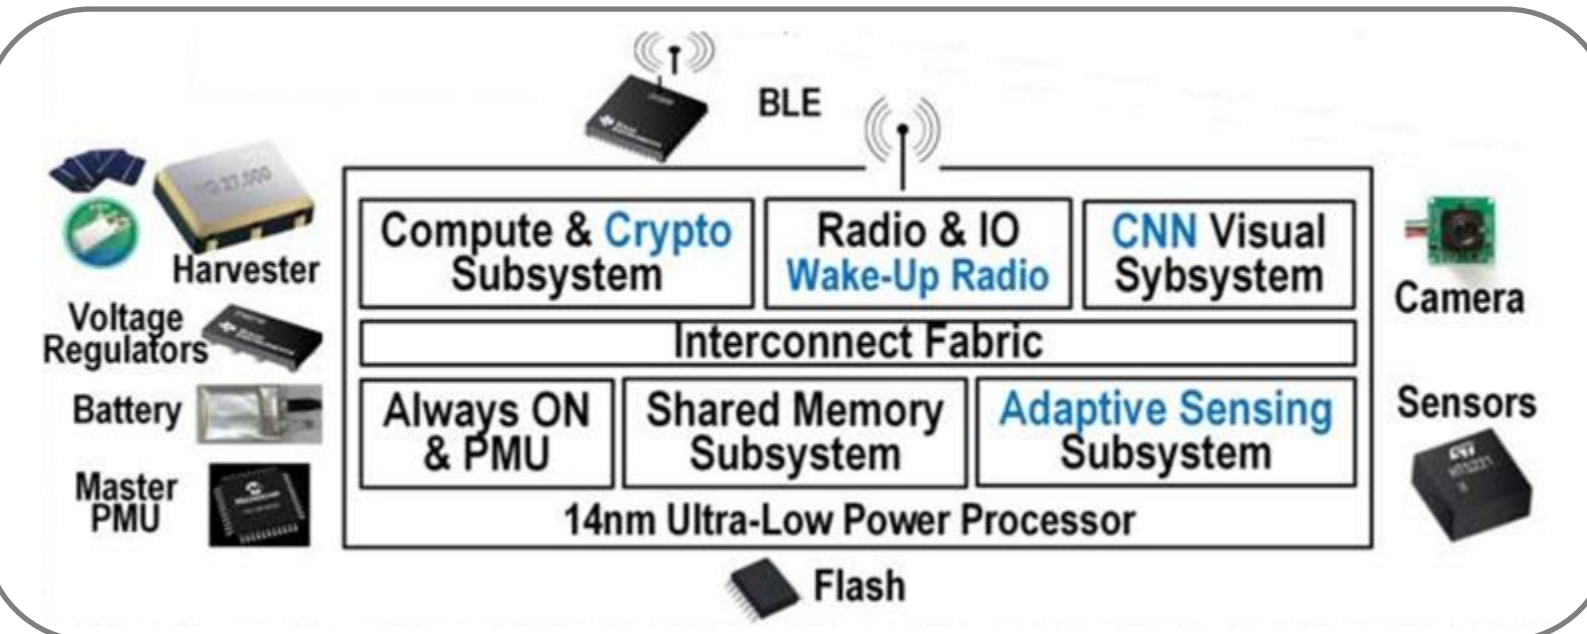 BLE
Compute & Crypto
Subsystem
Radio & IO
Wake-Up Radio
CNN Visual
Sybsystem
Harvester
Voltage
Regulators
Camera
Interconnect Fabric
Battery
Always ON
& PMU
Shared Memory
Subsystem
Adaptive Sensing
Subsystem
Sensors
Master
PMU
14nm Ultra-Low Power Processor
Flash